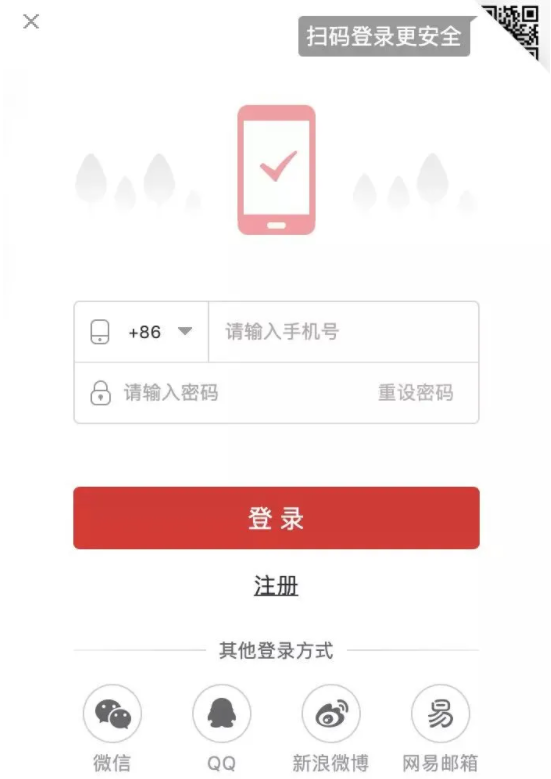 扫码登录更安全
+86 请输入手机号
请输入密码 重设密码
登录
注册
其他登录方式
微信 QQ 新浪微博 网易邮箱